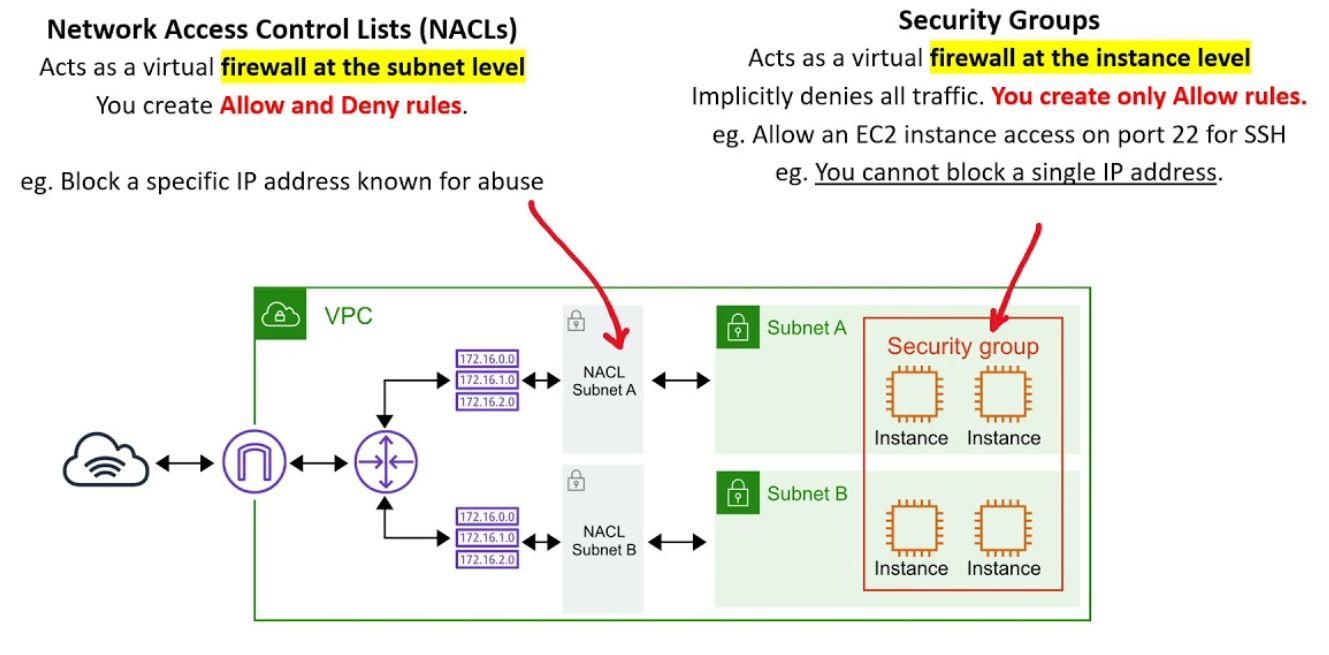 Network Access Control Lists (NACLs)
Acts as a virtual firewall at the subnet level
You create Allow and Deny rules.
eg. Block a specific IP address known for abuse
Security Groups
Acts as a virtual firewall at the instance level
Implicitly denies all traffic. You create only Allow rules.
eg. Allow an EC2 instance access on port 22 for SSH
eg. You cannot block a single IP address.
VPC
172.16.0.0
172.16.1.0
172.16.2.0
NACL
Subnet A
Subnet A
Security group
Instance Instance
172.16.0.0
172.16.1.0
172.16.2.0
NACL
Subnet B
Subnet B
Instance Instance